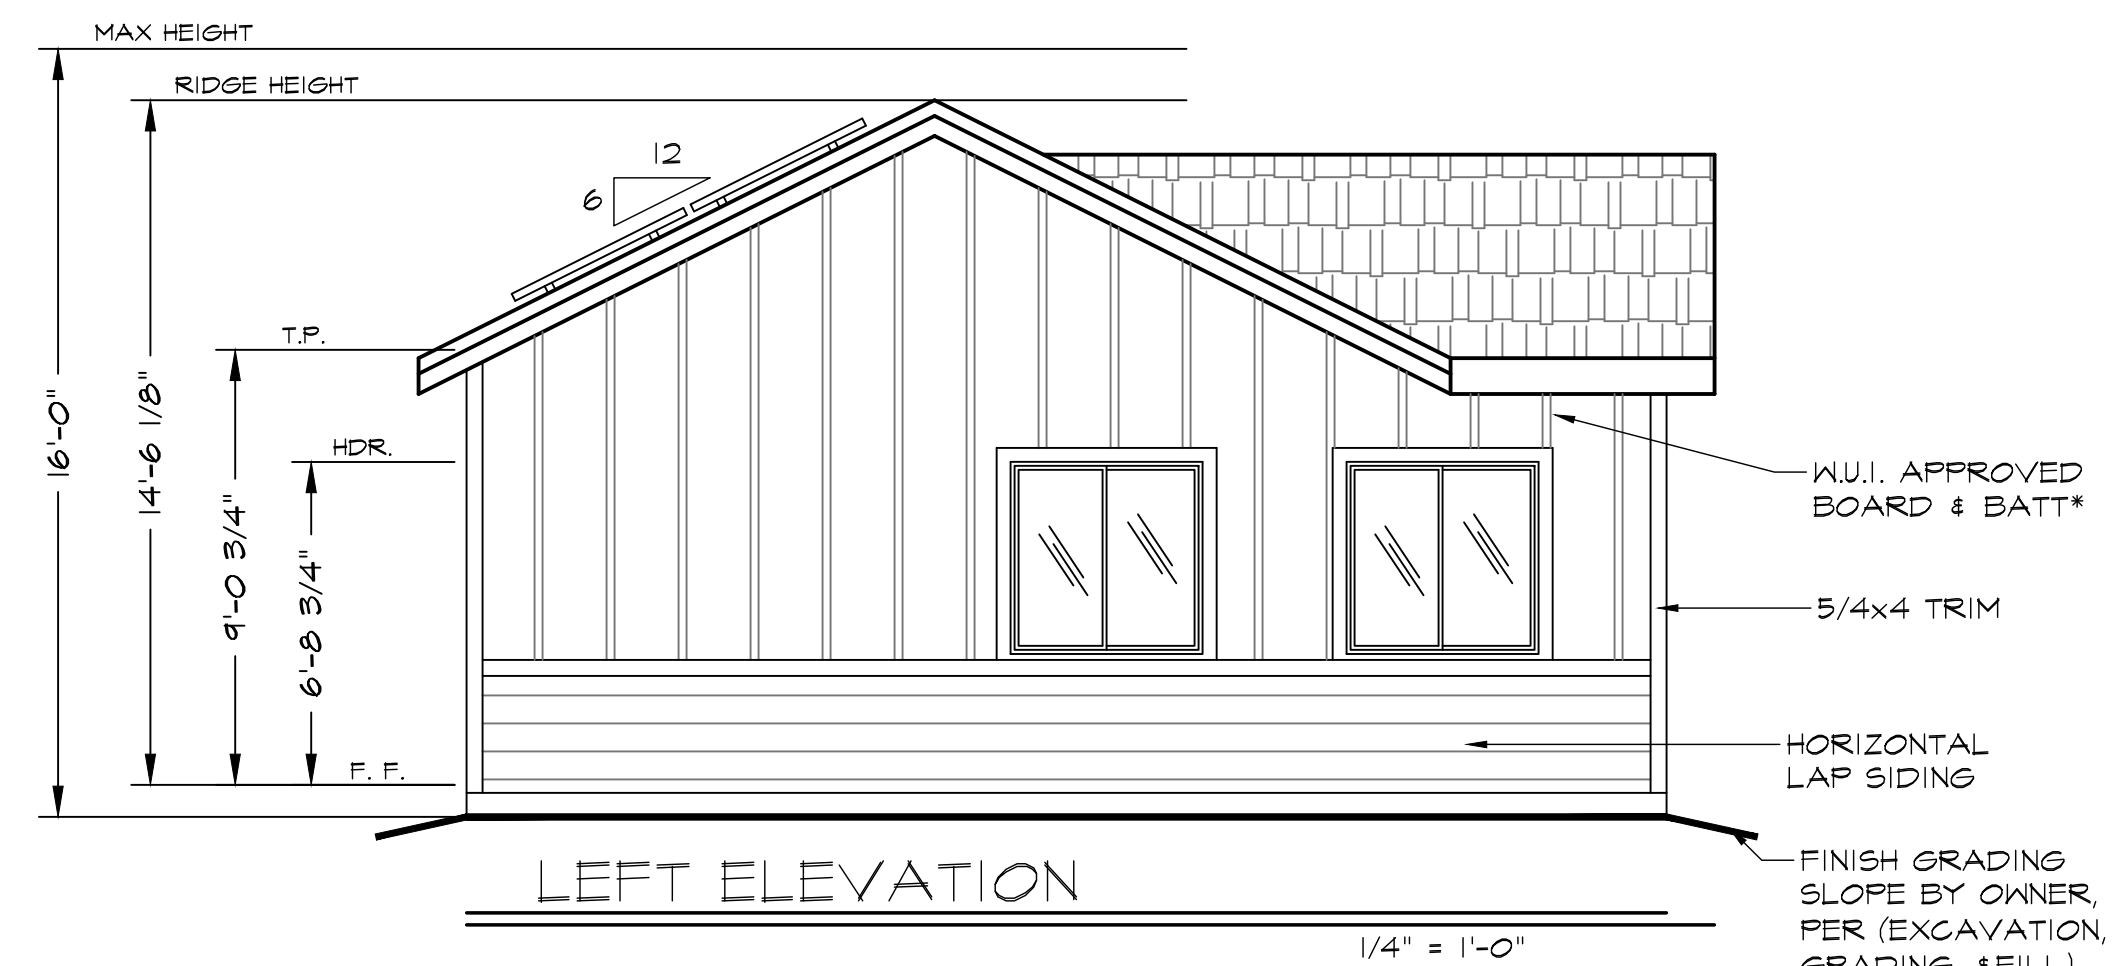 MAX HEIGHT
RIDGE HEIGHT
12
6
T.P.
HDR.
16'-0"
14'-6 1/8"
9'-0 3/4"
6'-8 3/4"
F. F.
W.U.I. APPROVED
BOARD & BATT*
5/4x4 TRIM
HORIZONTAL
LAP SIDING
FINISH GRADING
SLOPE BY OWNER,
PER (EXCAVATION,
GRADING, & FILL)
LEFT ELEVATION
1/4" = 1'-0"